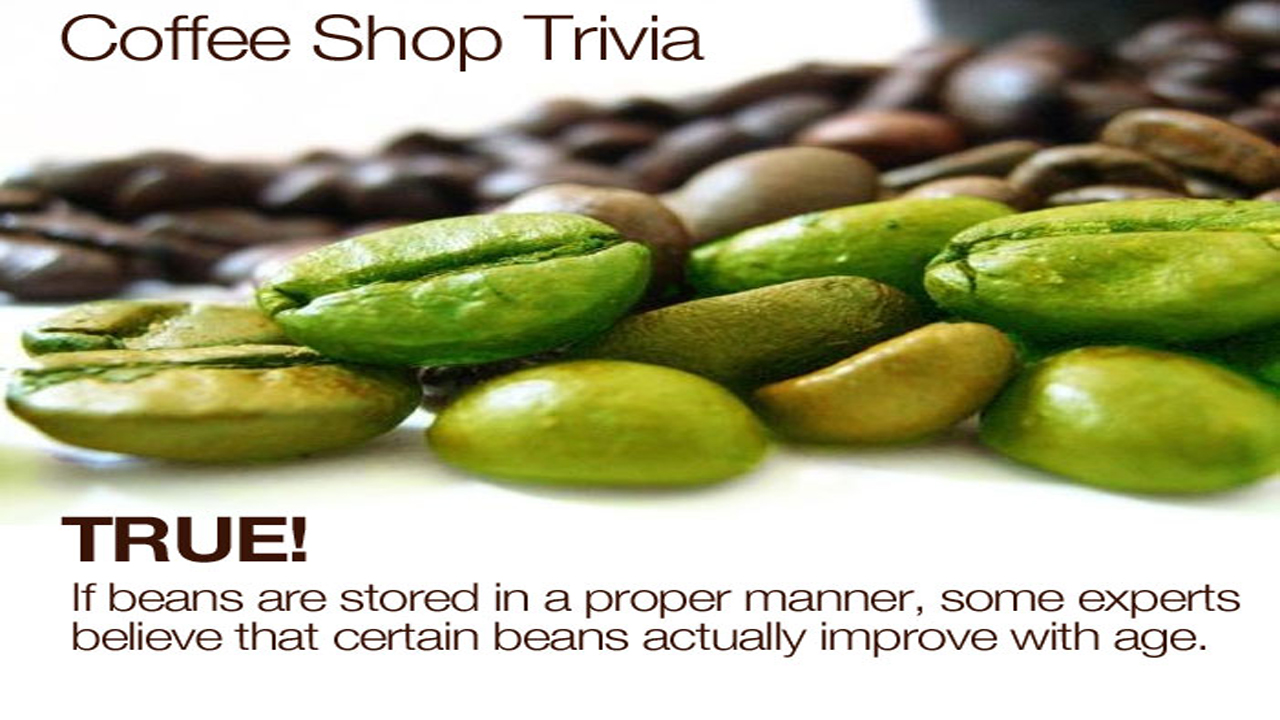 Coffee Shop Trivia
TRUE!
If beans are stored in a proper manner, some experts
believe that certain beans actually improve with age.